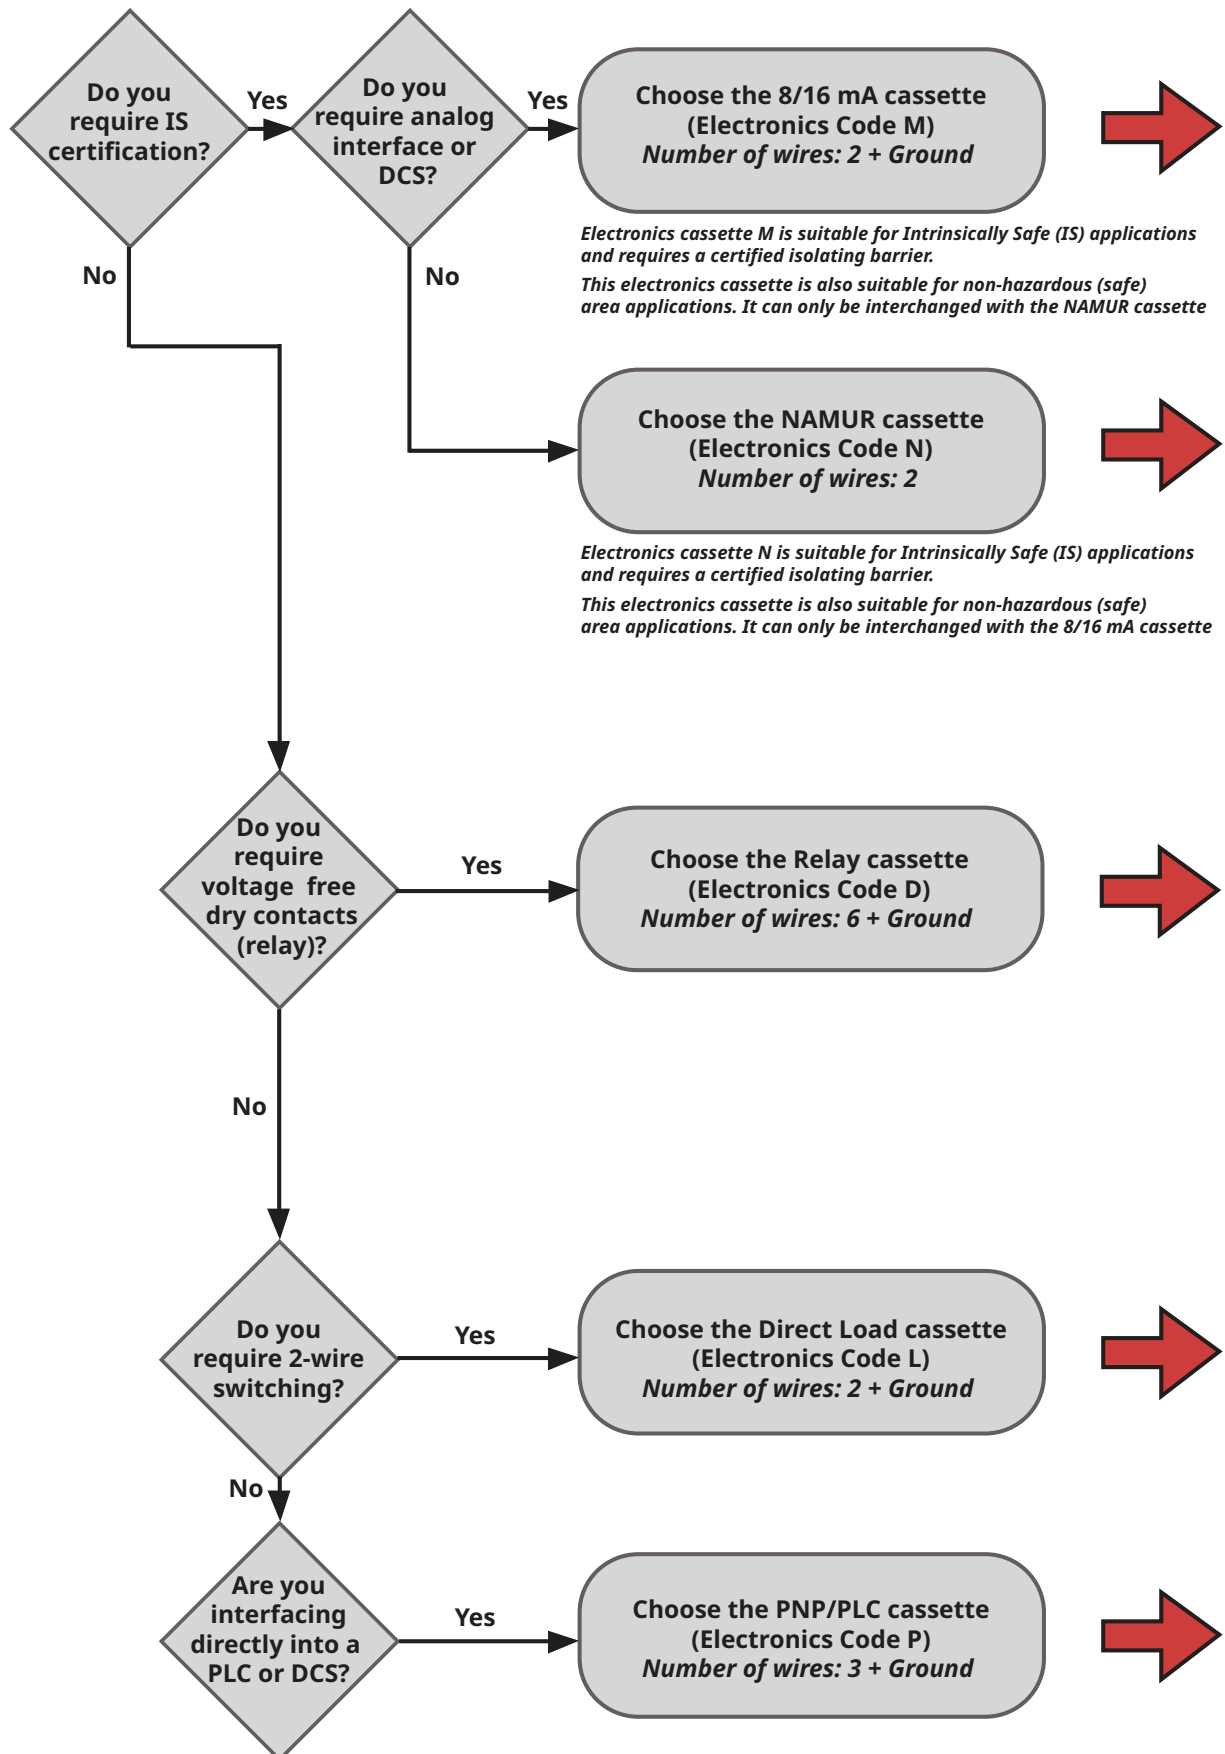 Do you
require IS
certification?
Yes
Do you
require analog
interface or
DCS?
Yes
Choose the 8/16 mA cassette
(Electronics Code M)
Number of wires: 2 + Ground
Electronics cassette M is suitable for Intrinsically Safe (IS) applications
and requires a certified isolating barrier.
This electronics cassette is also suitable for non-hazardous (safe)
area applications. It can only be interchanged with the NAMUR cassette
No
No
Choose the NAMUR cassette
(Electronics Code N)
Number of wires: 2
Electronics cassette N is suitable for Intrinsically Safe (IS) applications
and requires a certified isolating barrier.
This electronics cassette is also suitable for non-hazardous (safe)
area applications. It can only be interchanged with the 8/16 mA cassette
Do you
require
voltage  free
dry contacts
(relay)?
Yes
Choose the Relay cassette
(Electronics Code D)
Number of wires: 6 + Ground
No
Do you
require 2-wire
switching?
Yes
Choose the Direct Load cassette
(Electronics Code L)
Number of wires: 2 + Ground
No
Are you
interfacing
directly into a
PLC or DCS?
Yes
Choose the PNP/PLC cassette
(Electronics Code P)
Number of wires: 3 + Ground